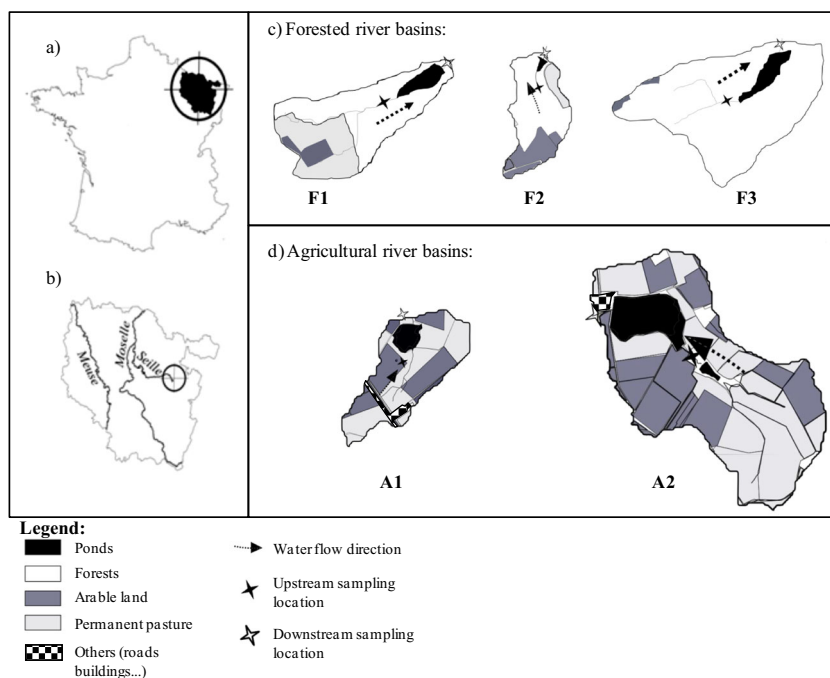 a)
b)
Meuse
Moselle
Seille
c) Forested river basins:
F1
F2
F3
d) Agricultural river basins:
A1
A2
Legend:
Ponds
Forests
Arable land
Permanent pasture
Others (roads
buildings...)
Water flow direction
Upstream sampling
location
Downstream sampling
location